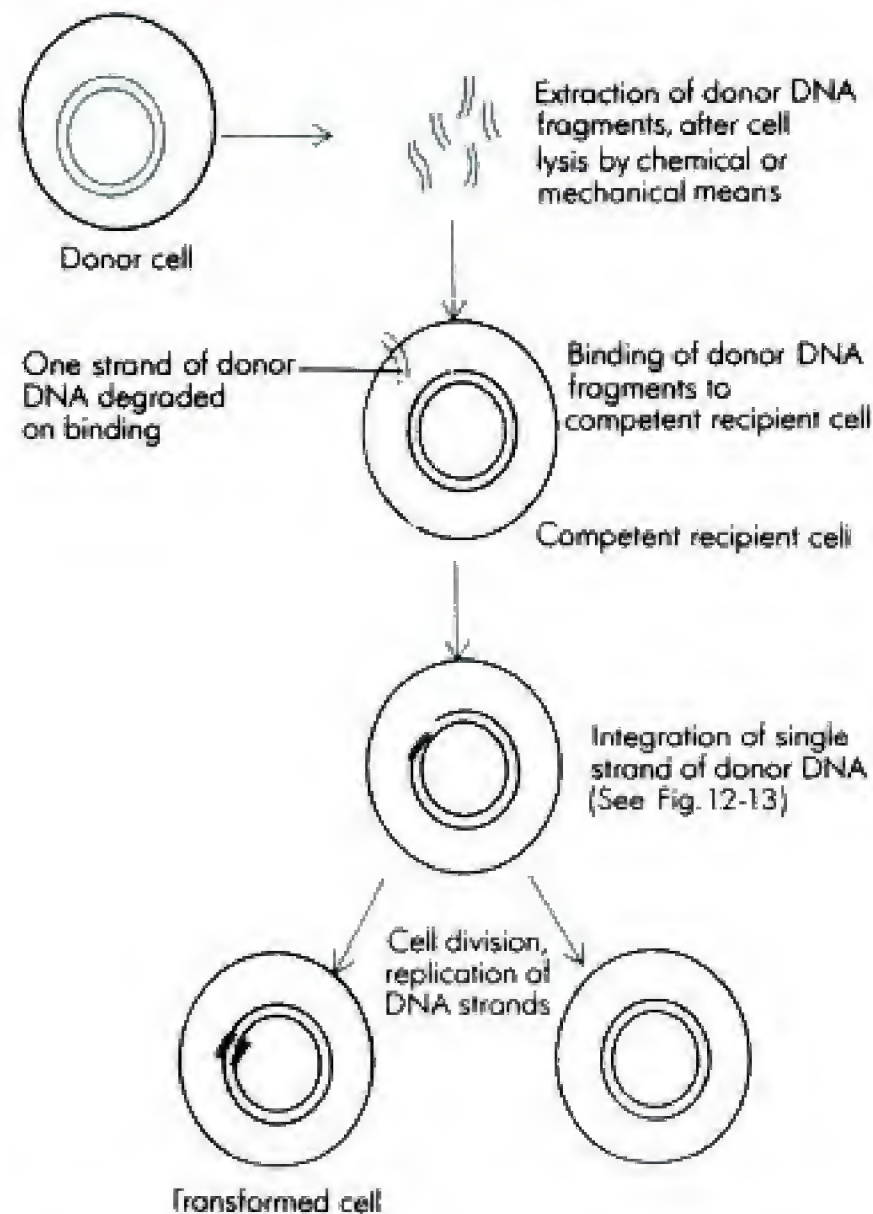 Extraction of donor DNA
fragments, after cell
lysis by chemical or
mechanical means
Donor cell
One strand of donor
DNA degraded
on binding
Binding of donor DNA
fragments to
competent recipient cell
Competent recipient cell
Integration of single
strand of donor DNA
(See Fig. 12-13)
Cell division,
replication of
DNA strands
Transformed cell